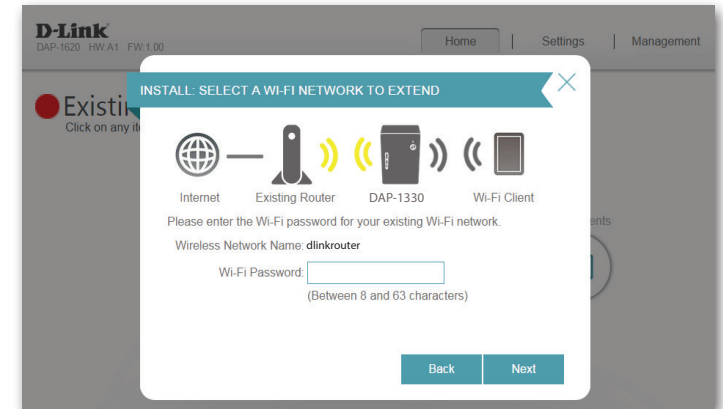 D-Link
DAP-1620 HW:A1 FW:1.00
Home | Settings | Management
INSTALL: SELECT A WI-FI NETWORK TO EXTEND
Existin
Click on any it
Internet Existing Router DAP-1330 Wi-Fi Client
Please enter the Wi-Fi password for your existing Wi-Fi network.
ents
Wireless Network Name: dlinkrouter
Wi-Fi Password:
(Between 8 and 63 characters)
Back Next